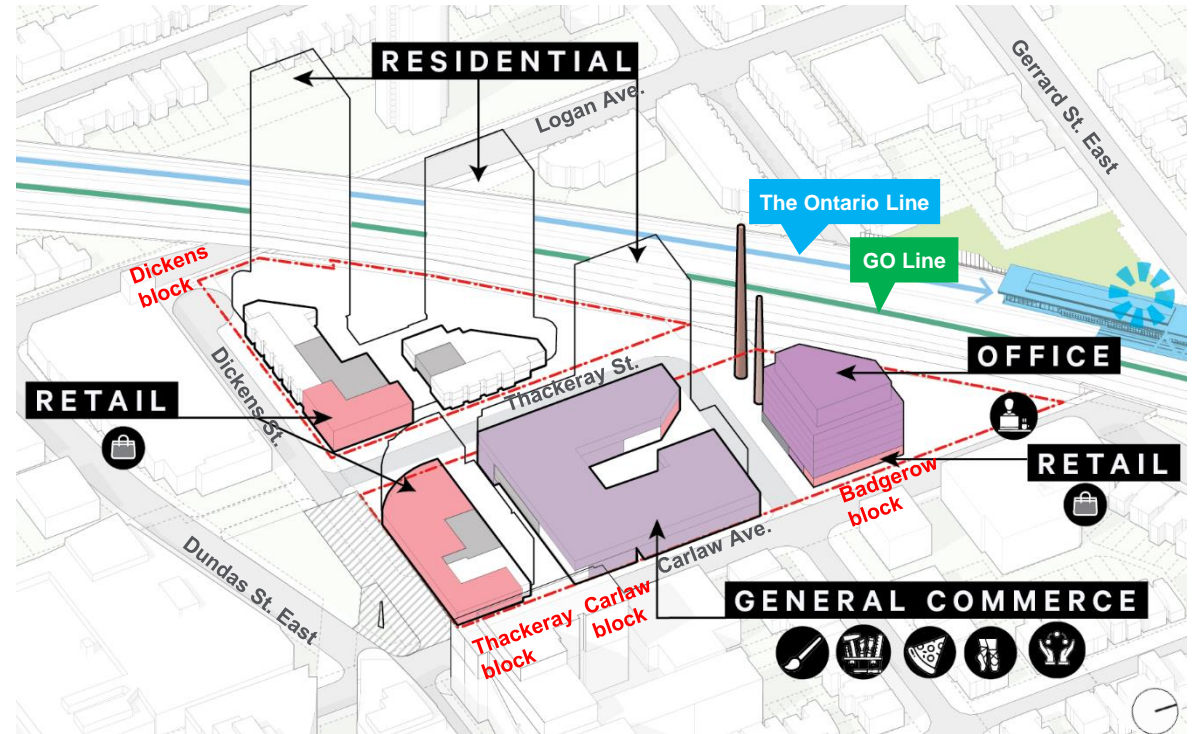 RESIDENTIAL
Logan Ave.
Gerrard St. East
The Ontario Line
GO Line
Dickens
block
OFFICE
Thackeray St.
Dickens St.
RETAIL
RETAIL
Badgerow
block
Carlaw Ave.
Dundas St. East
Thackeray
block
Carlaw
block
GENERAL COMMERCE